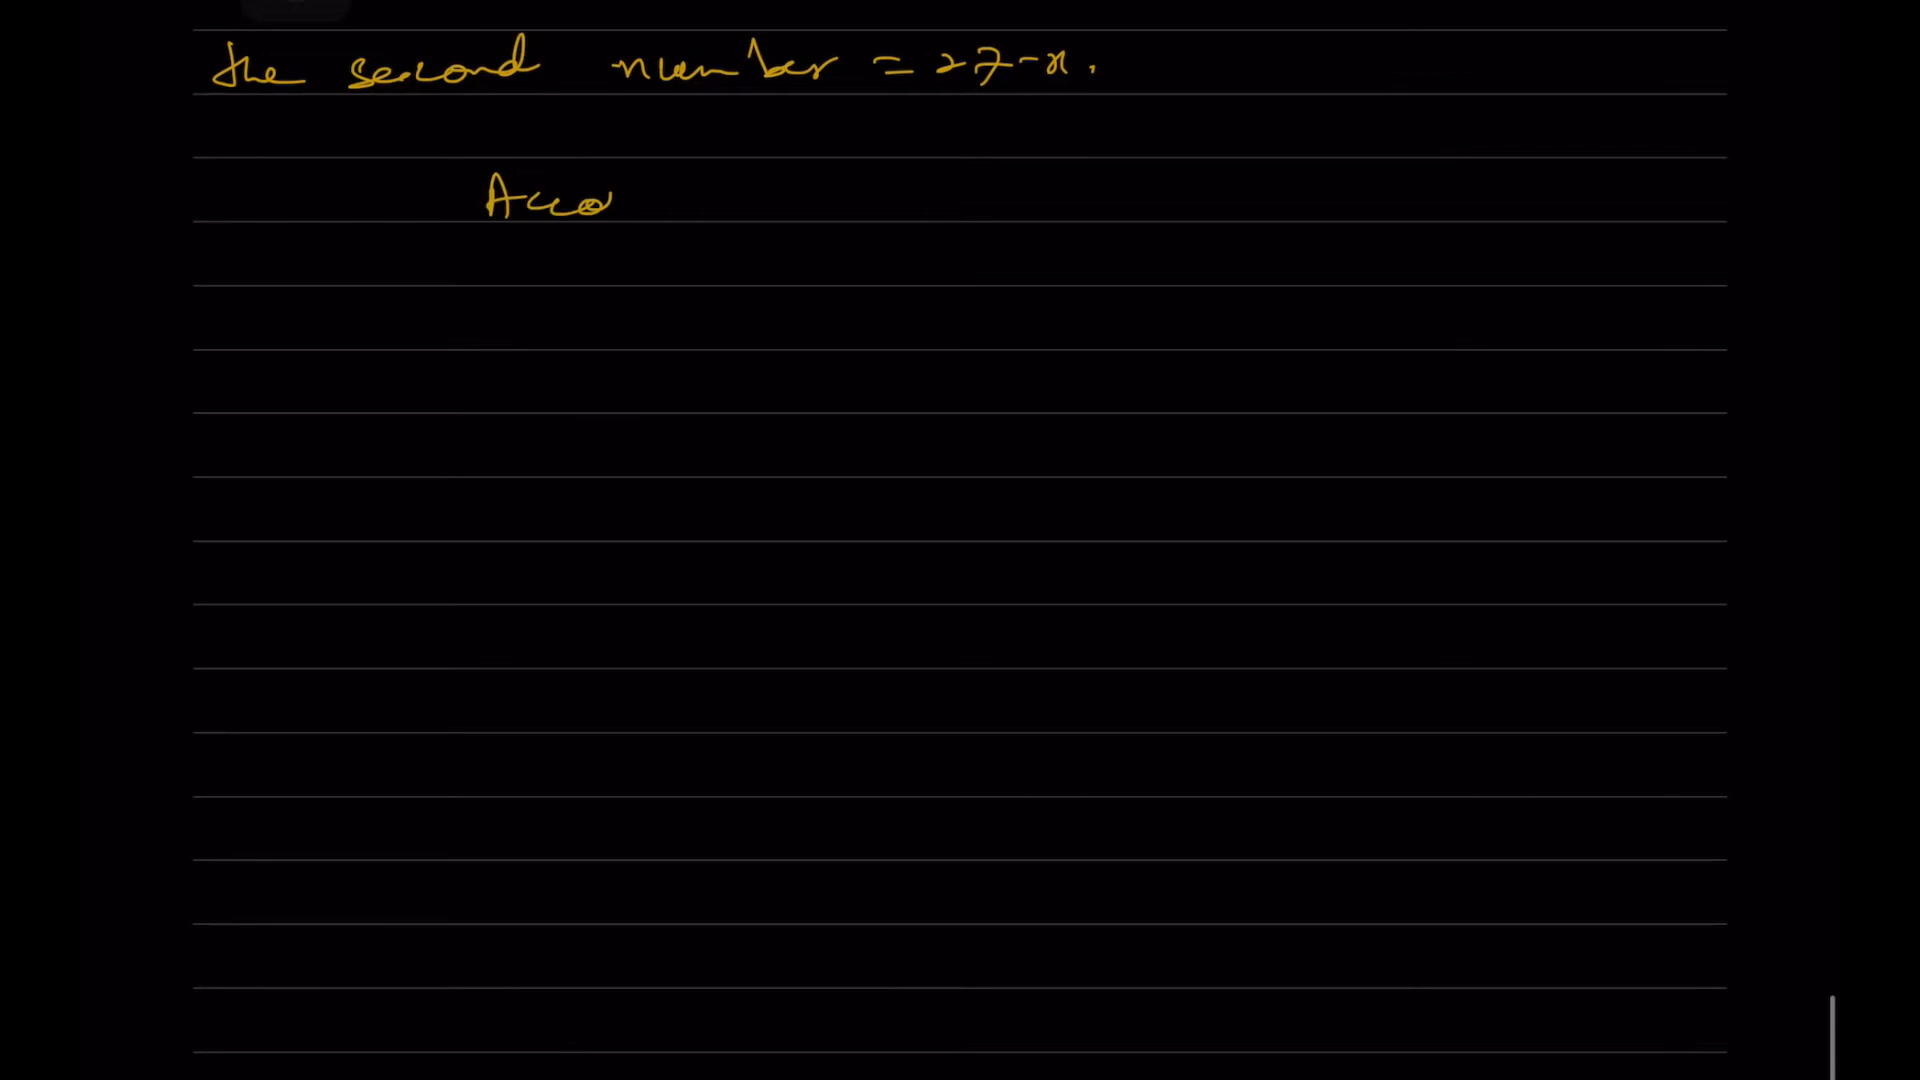 the second number = 27-x.
Acco